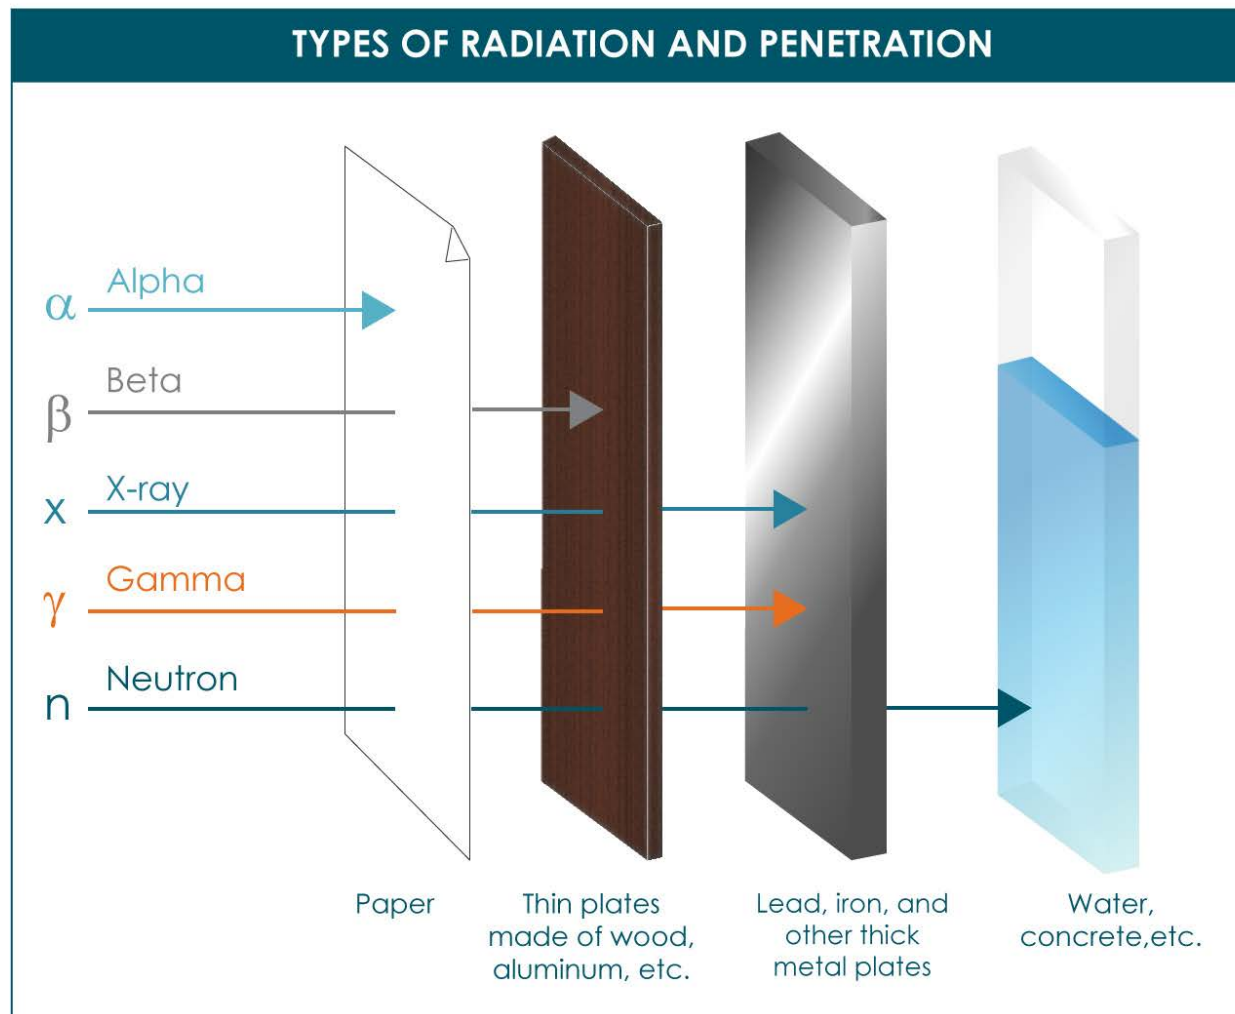 TYPES OF RADIATION AND PENETRATION
α Alpha
β Beta
x X-ray
γ Gamma
n Neutron
Paper
Thin plates
made of wood,
aluminum, etc.
Lead, iron, and
other thick
metal plates
Water,
concrete,etc.